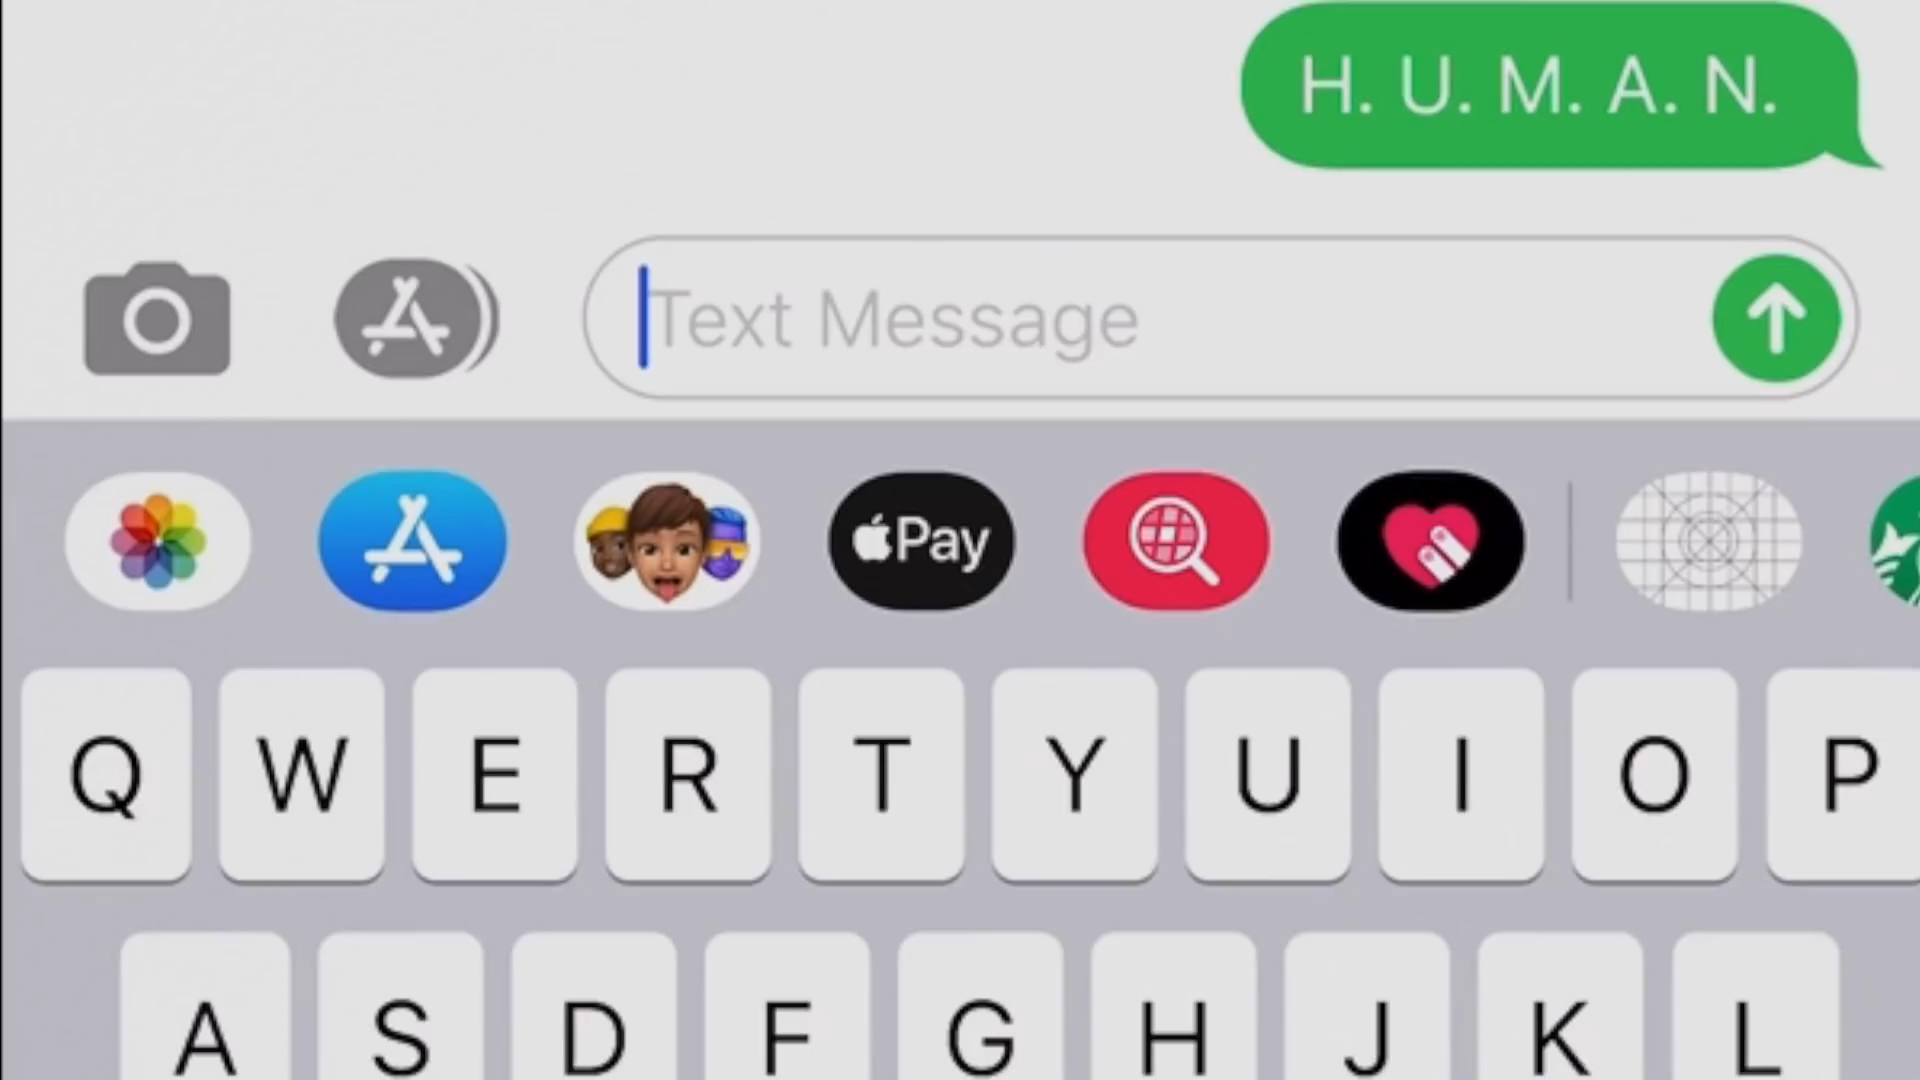 H. U. M. A. N.
Text Message
Pay
Q W E R T Y U I O P
A S D F G H J K L